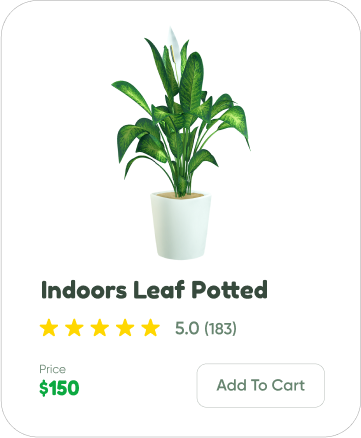 Indoors Leaf Potted
5.0 (183)
Price
$150
Add To Cart